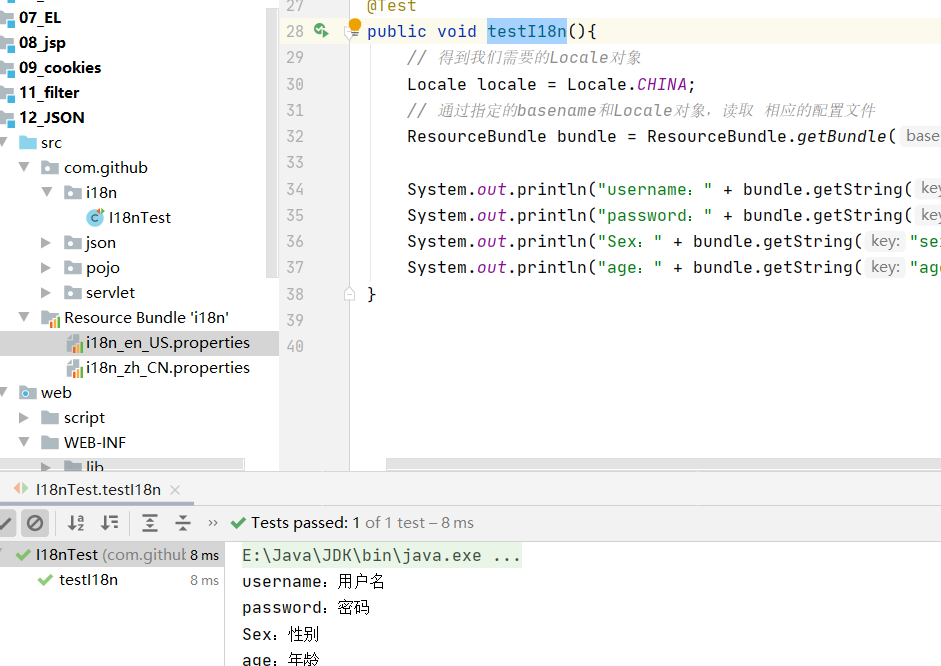 07_EL
08_jsp
09_cookies
11_filter
12_JSON
src
com.github
i18n
I18nTest
json
pojo
servlet
Resource Bundle 'i18n'
i18n_en_US.properties
i18n_zh_CN.properties
web
script
WEB-INF
lib
27 @Test
28 public void testI18n(){
29 // 得到我们需要的Locale对象
30 Locale locale = Locale.CHINA;
31 // 通过指定的basename和Locale对象，读取 相应的配置文件
32 ResourceBundle bundle = ResourceBundle.getBundle( base
33
34 System.out.println("username：" + bundle.getString( key
35 System.out.println("password：" + bundle.getString( key
36 System.out.println("Sex：" + bundle.getString( key: "sex
37 System.out.println("age：" + bundle.getString( key: "age
38 }
39
40
I18nTest.testI18n
Tests passed: 1 of 1 test – 8 ms
I18nTest (com.github 8 ms
testI18n 8 ms
E:\Java\JDK\bin\java.exe ...
username：用户名
password：密码
Sex：性别
age：年龄